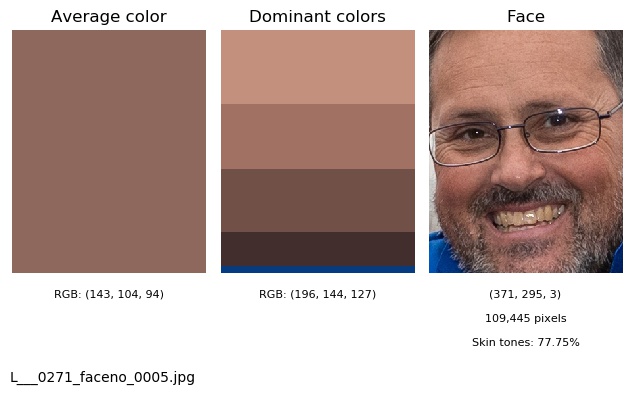 Average color
Dominant colors
Face
RGB: (143, 104, 94)
RGB: (196, 144, 127)
(371, 295, 3)
109,445 pixels
Skin tones: 77.75%
L___0271_faceno_0005.jpg